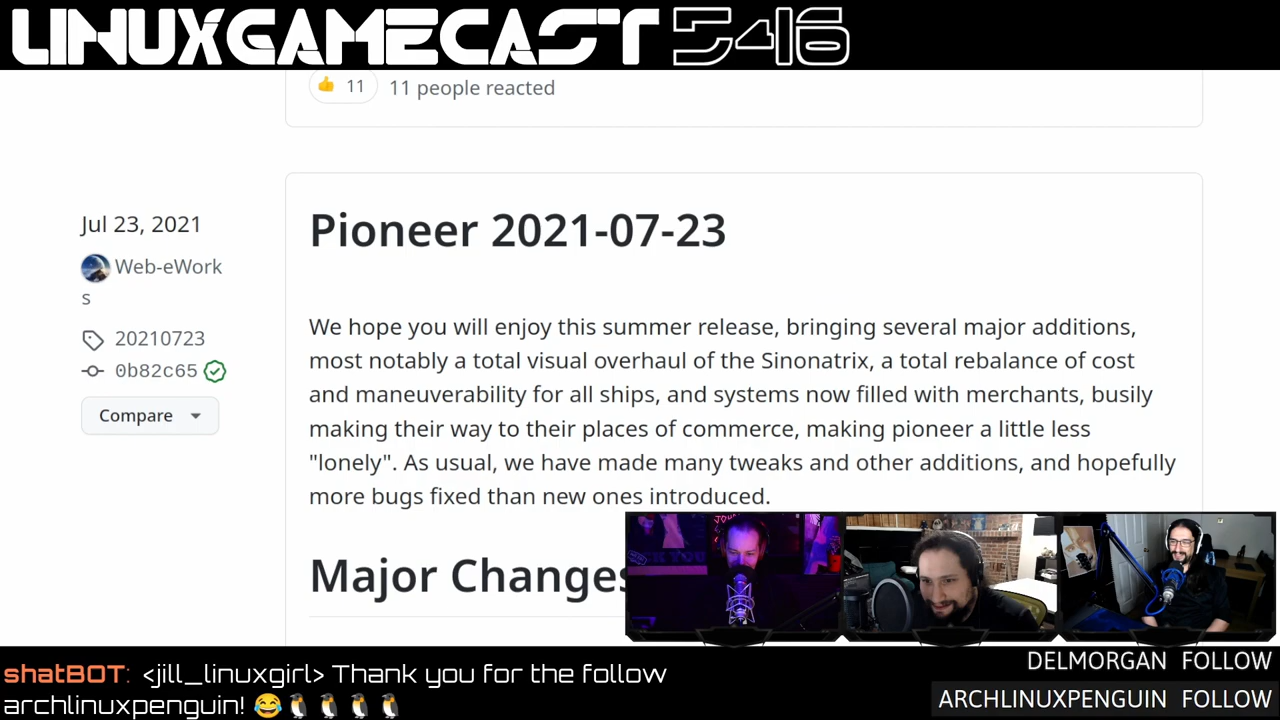 LINUXGAMECAST 546
👍 11 11 people reacted
Jul 23, 2021
Web-eWork
s
20210723
0b82c65
Compare
Pioneer 2021-07-23
We hope you will enjoy this summer release, bringing several major additions,
most notably a total visual overhaul of the Sinonatrix, a total rebalance of cost
and maneuverability for all ships, and systems now filled with merchants, busily
making their way to their places of commerce, making pioneer a little less
"lonely". As usual, we have made many tweaks and other additions, and hopefully
more bugs fixed than new ones introduced.
Major Changes
shatBOT: <jill_linuxgirl> Thank you for the follow
archlinuxpenguin! 😂🐧🐧🐧🐧
DELMORGAN FOLLOW
ARCHLINUXPENGUIN FOLLOW